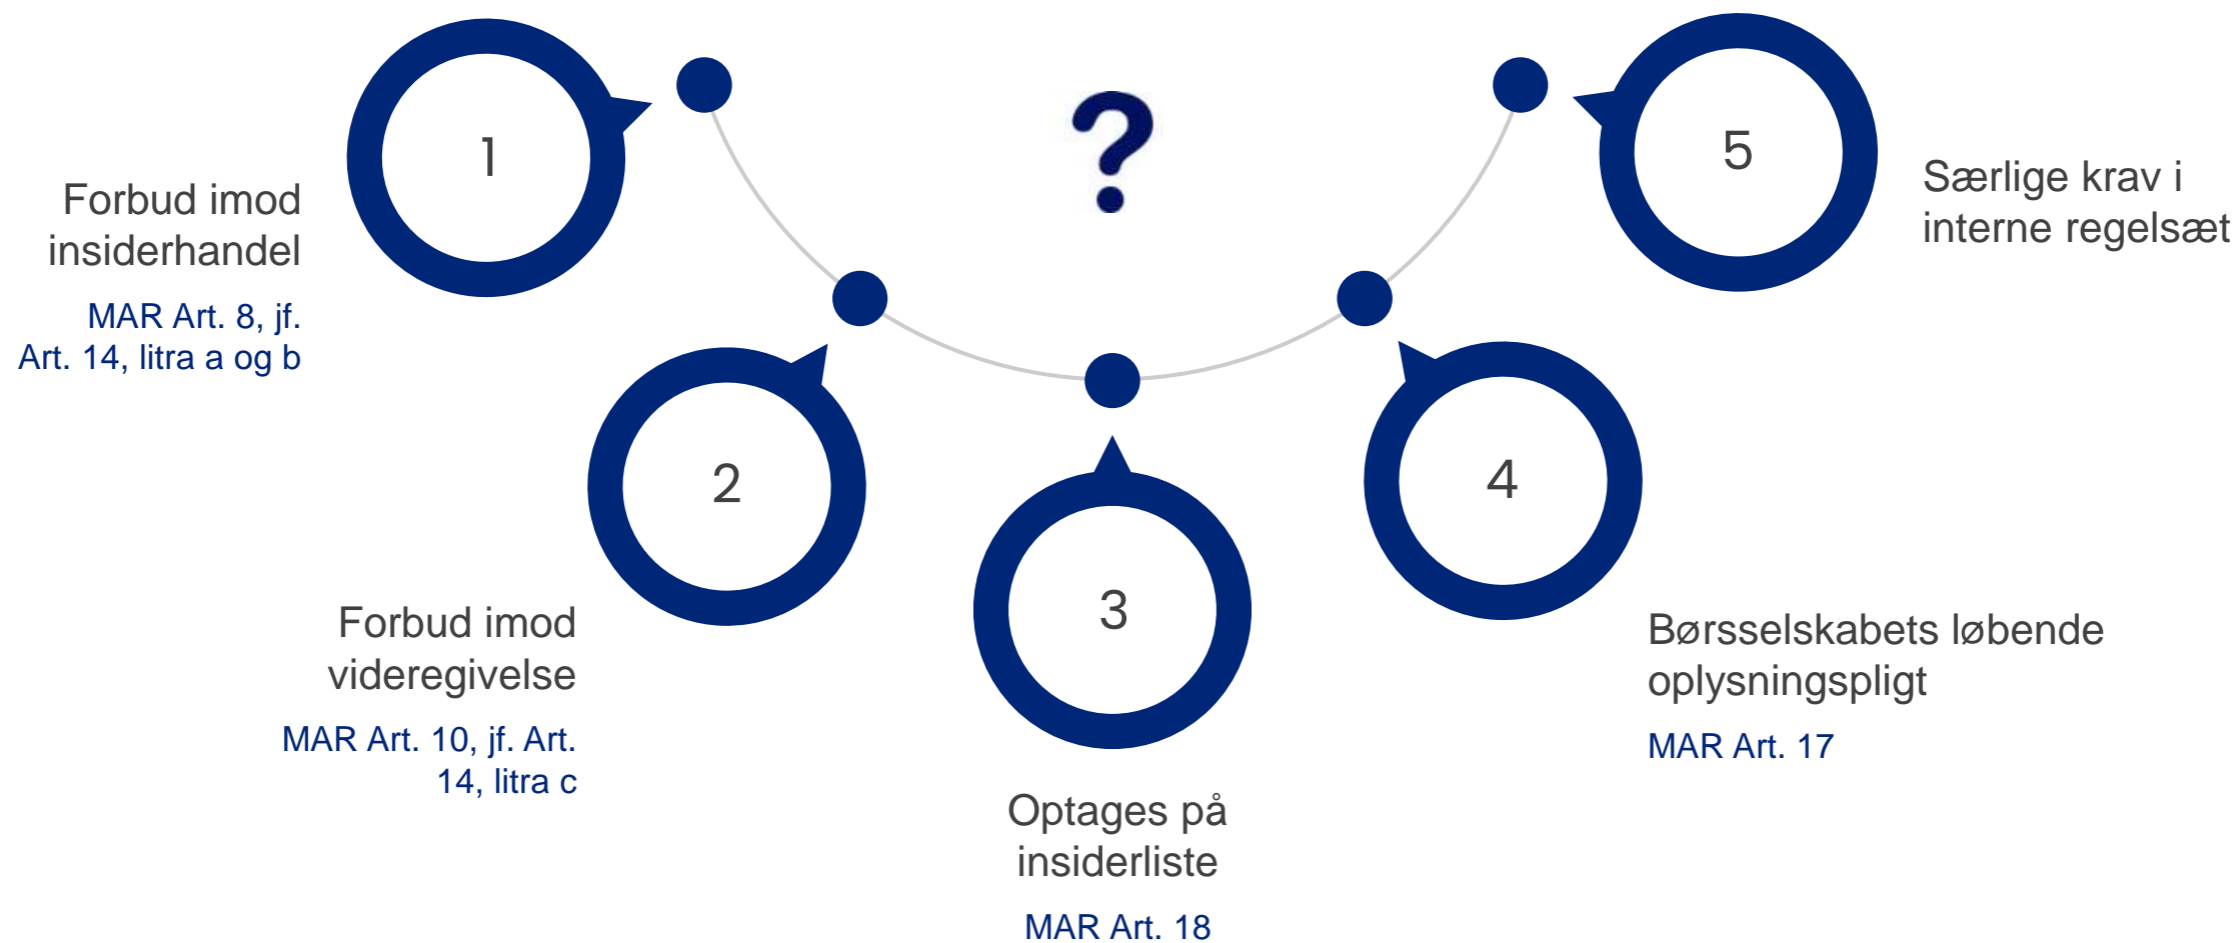 1
Forbud imod
insiderhandel
MAR Art. 8, jf.
Art. 14, litra a og b
2
Forbud imod
videregivelse
MAR Art. 10, jf. Art.
14, litra c
?
3
Optages på
insiderliste
MAR Art. 18
4
Børsselskabets løbende
oplysningspligt
MAR Art. 17
5
Særlige krav i
interne regelsæt